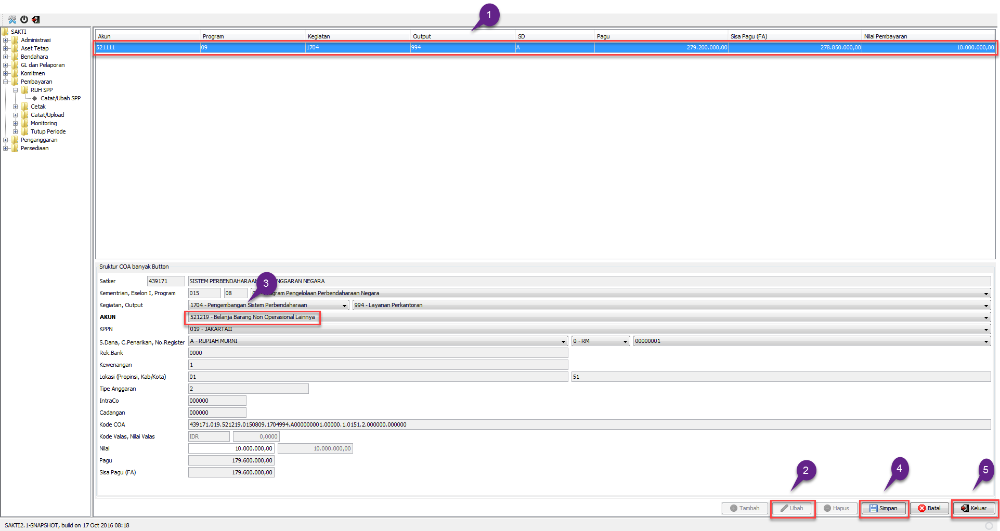 1
SAKTI
Administrasi
Aset Tetap
Bendahara
GL dan Pelaporan
Komitmen
Pembayaran
RUH SPP
Catat/Ubah SPP
Cetak
Catat/Upload
Monitoring
Tutup Periode
Penganggaran
Persediaan
Akun Program Kegiatan Output SD Pagu Sisa Pagu (FA) Nilai Pembayaran
521111 09 1704 994 A 279.200.000,00 278.850.000,00 10.000.000,00
Sruktur COA banyak Button
Satker 439171 SISTEM PERBENDAHARAAN NGGARAN NEGARA
3
Kementrian, Eselon I, Program 015 08 Program Pengelolaan Perbendaharaan Negara
Kegiatan, Output 1704 - Pengembangan Sistem Perbendaharaan 994 - Layanan Perkantoran
AKUN 521219 - Belanja Barang Non Operasional Lainnya
KPPN 019 - JAKARTAII
S.Dana, C.Penarikan, No.Register A - RUPIAH MURNI 0 - RM 00000001
Rek.Bank 0000
Kewenangan 1
Lokasi (Propinsi, Kab/Kota) 01 51
Tipe Anggaran 2
IntraCo 000000
Cadangan 000000
Kode COA 439171.019.521219.0150809.1704994.A000000001.00000.1.0151.2.000000.000000
Kode Valas, Nilai Valas IDR 0,0000
Nilai 10.000.000,00 10.000.000,00
Pagu 179.600.000,00
Sisa Pagu (FA) 179.600.000,00
2 4 5
Tambah Ubah Hapus Simpan Batal Keluar
SAKTI2.1-SNAPSHOT, build on 17 Oct 2016 08:18